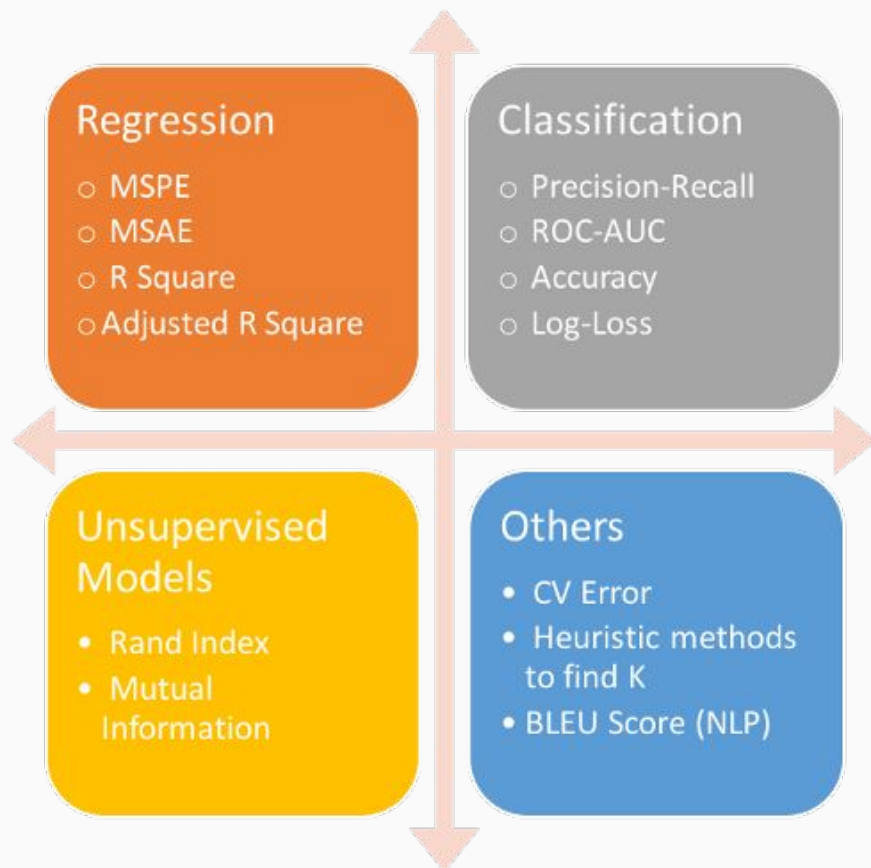 Regression
○ MSPE
○ MSAE
○ R Square
○ Adjusted R Square
Classification
○ Precision-Recall
○ ROC-AUC
○ Accuracy
○ Log-Loss
Unsupervised
Models
• Rand Index
• Mutual
Information
Others
• CV Error
• Heuristic methods
to find K
• BLEU Score (NLP)